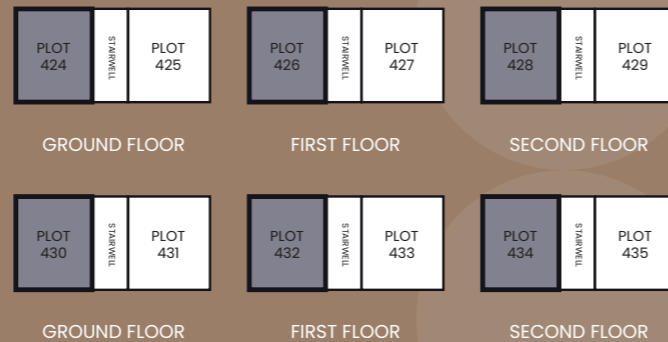 PLOT
424
STAIRWELL
PLOT
425
PLOT
426
STAIRWELL
PLOT
427
PLOT
428
STAIRWELL
PLOT
429
GROUND FLOOR
FIRST FLOOR
SECOND FLOOR
PLOT
430
STAIRWELL
PLOT
431
PLOT
432
STAIRWELL
PLOT
433
PLOT
434
STAIRWELL
PLOT
435
GROUND FLOOR
FIRST FLOOR
SECOND FLOOR